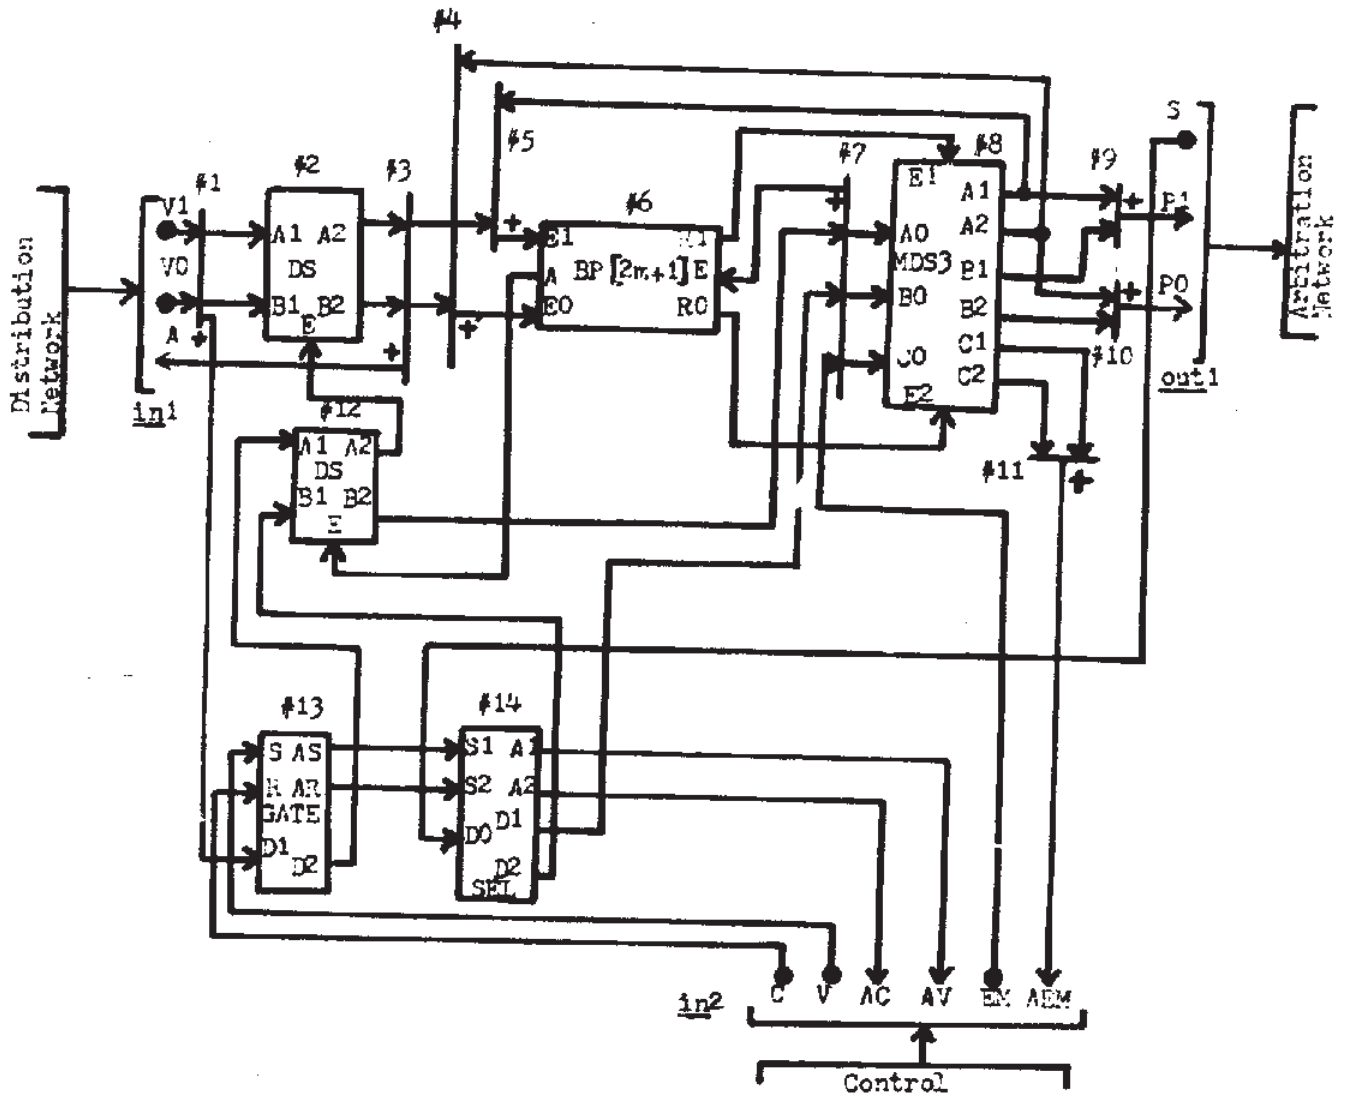 #4
S
#5
#7
#8
#9
#2
#3
#1
#6
V1
V0
A
+
in1
Distribution
Network
A1 A2
DS
B1 B2
E
+
+
+
E1
A BP[2m+1] E
E0 R0
+
E1
A0
MDS3
B0
E2
A1
A2
B1
B2
C1
C2
+
+
P1
P0
#10
out1
Arbitration
Network
#11
+
#12
A1 A2
DS
B1 B2
E
#13
S AS
R AR
GATE
D1
D2
#14
S1 A1
S2 A2
D1
D0
D2
SEL
in2
C V AC AV EM AEM
Control